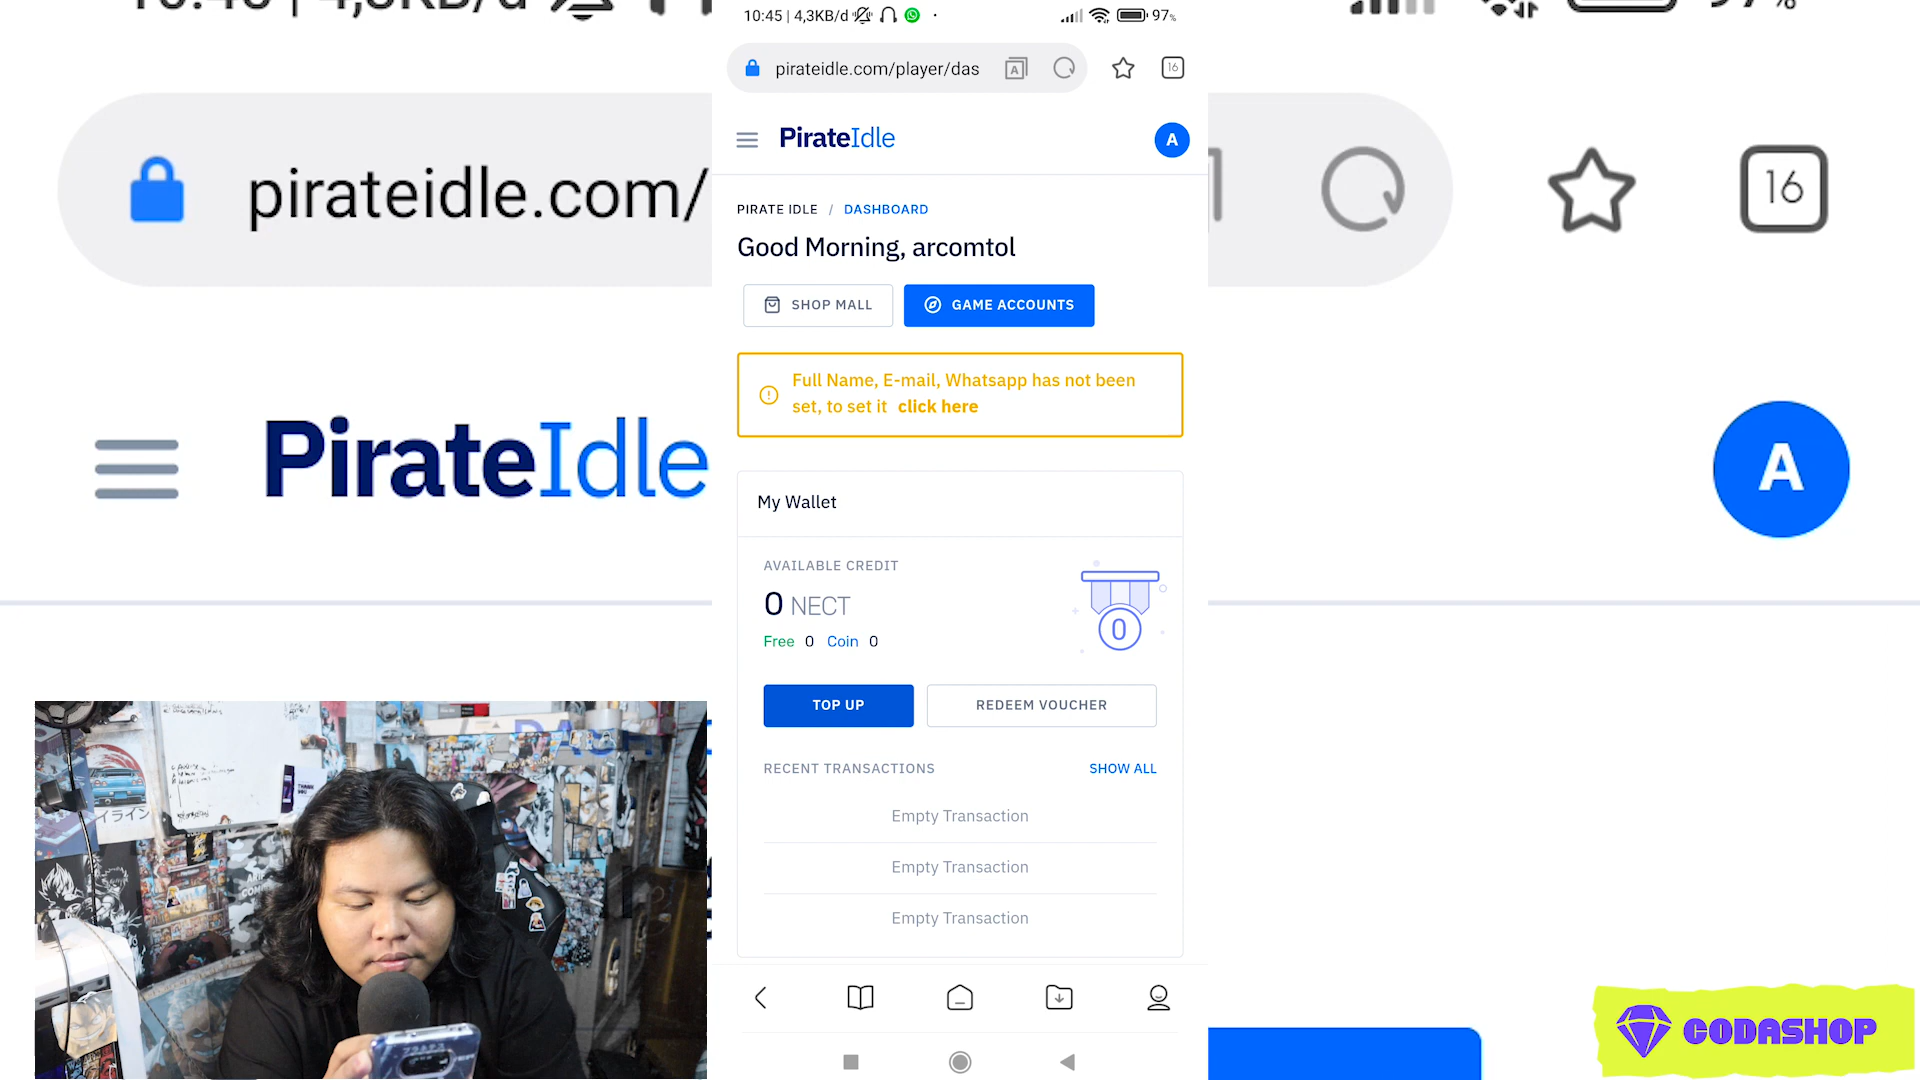 10:45 | 4,3KB/d
97%
pirateidle.com/player/das
A
16
PirateIdle
A
PIRATE IDLE / DASHBOARD
Good Morning, arcomtol
SHOP MALL
GAME ACCOUNTS
Full Name, E-mail, Whatsapp has not been
set, to set it click here
My Wallet
AVAILABLE CREDIT
0 NECT
Free 0 Coin 0
0
TOP UP
REDEEM VOUCHER
RECENT TRANSACTIONS
SHOW ALL
Empty Transaction
Empty Transaction
Empty Transaction
pirateidle.com/
16
PirateIdle
A
CODASHOP